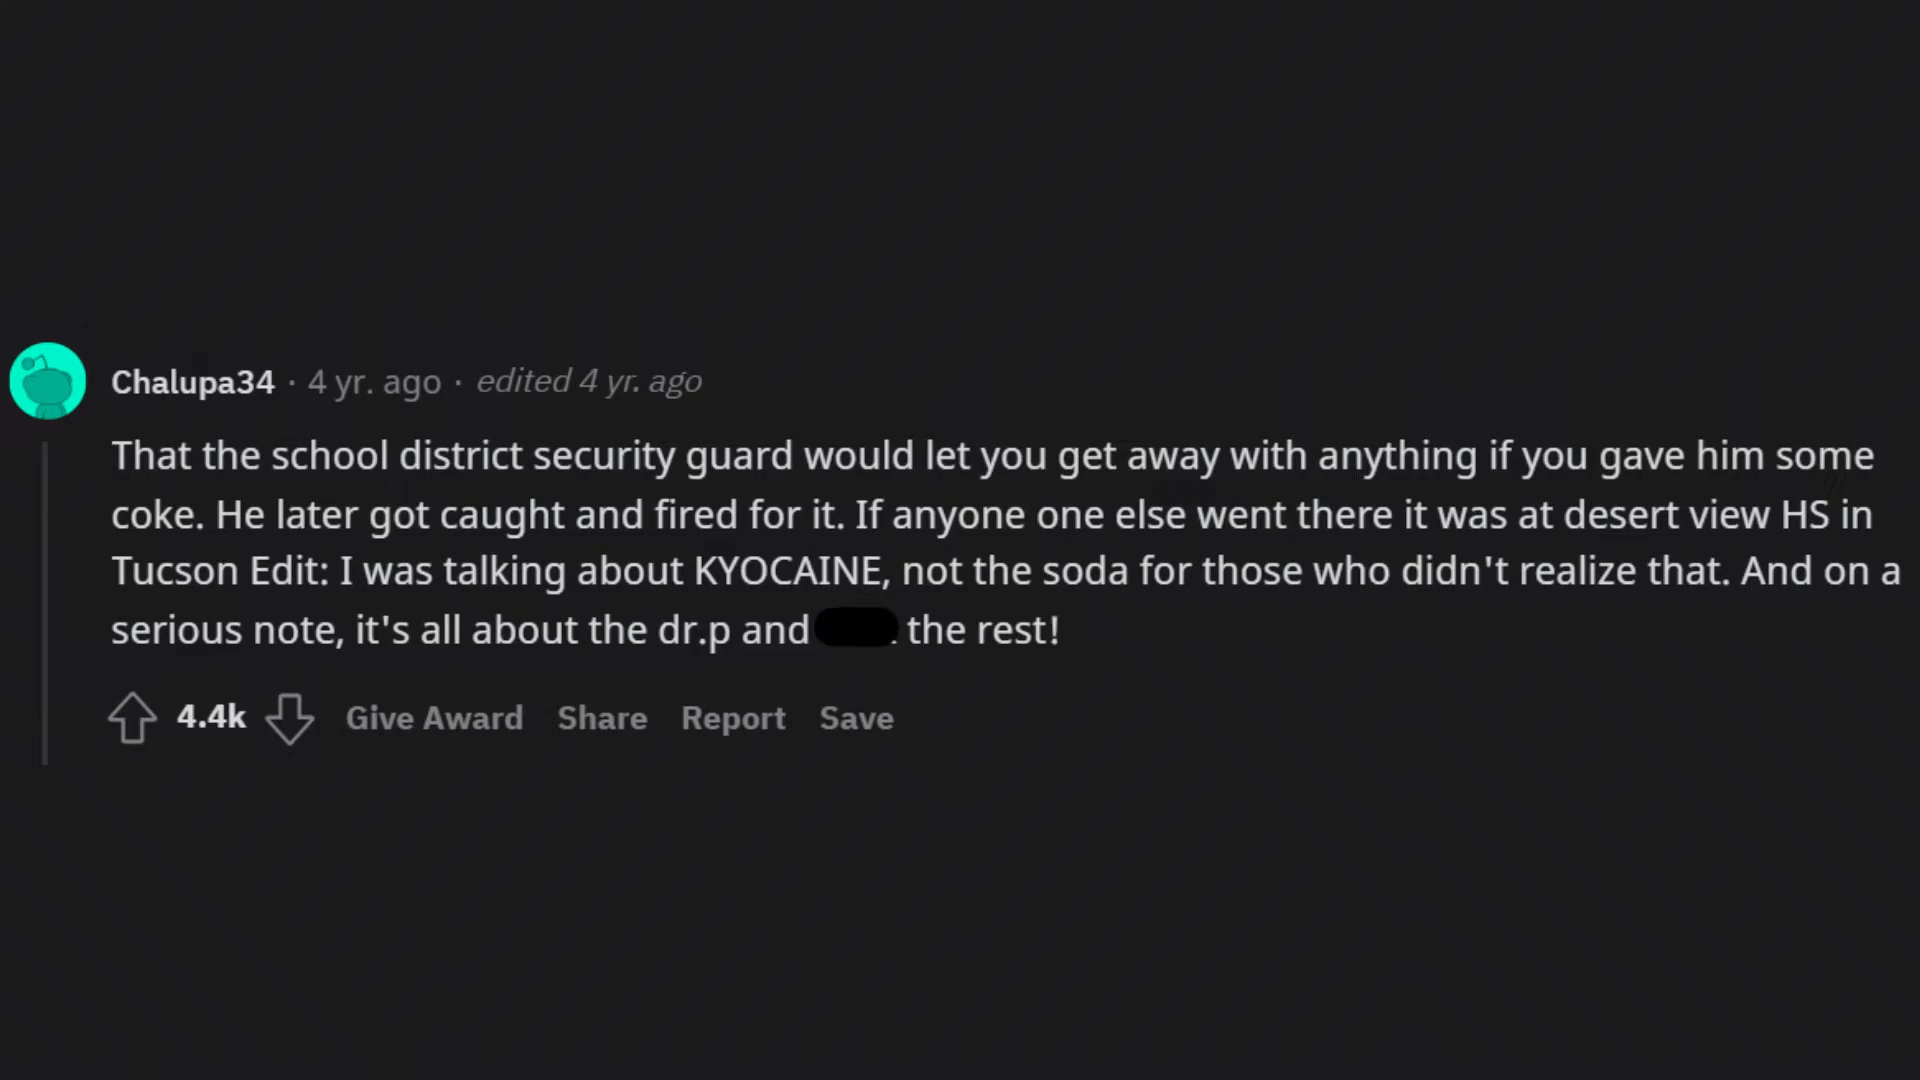 Chalupa34 · 4 yr. ago · edited 4 yr. ago
That the school district security guard would let you get away with anything if you gave him some
coke. He later got caught and fired for it. If anyone one else went there it was at desert view HS in
Tucson Edit: I was talking about KYOCAINE, not the soda for those who didn't realize that. And on a
serious note, it's all about the dr.p and the rest!
4.4k Give Award Share Report Save